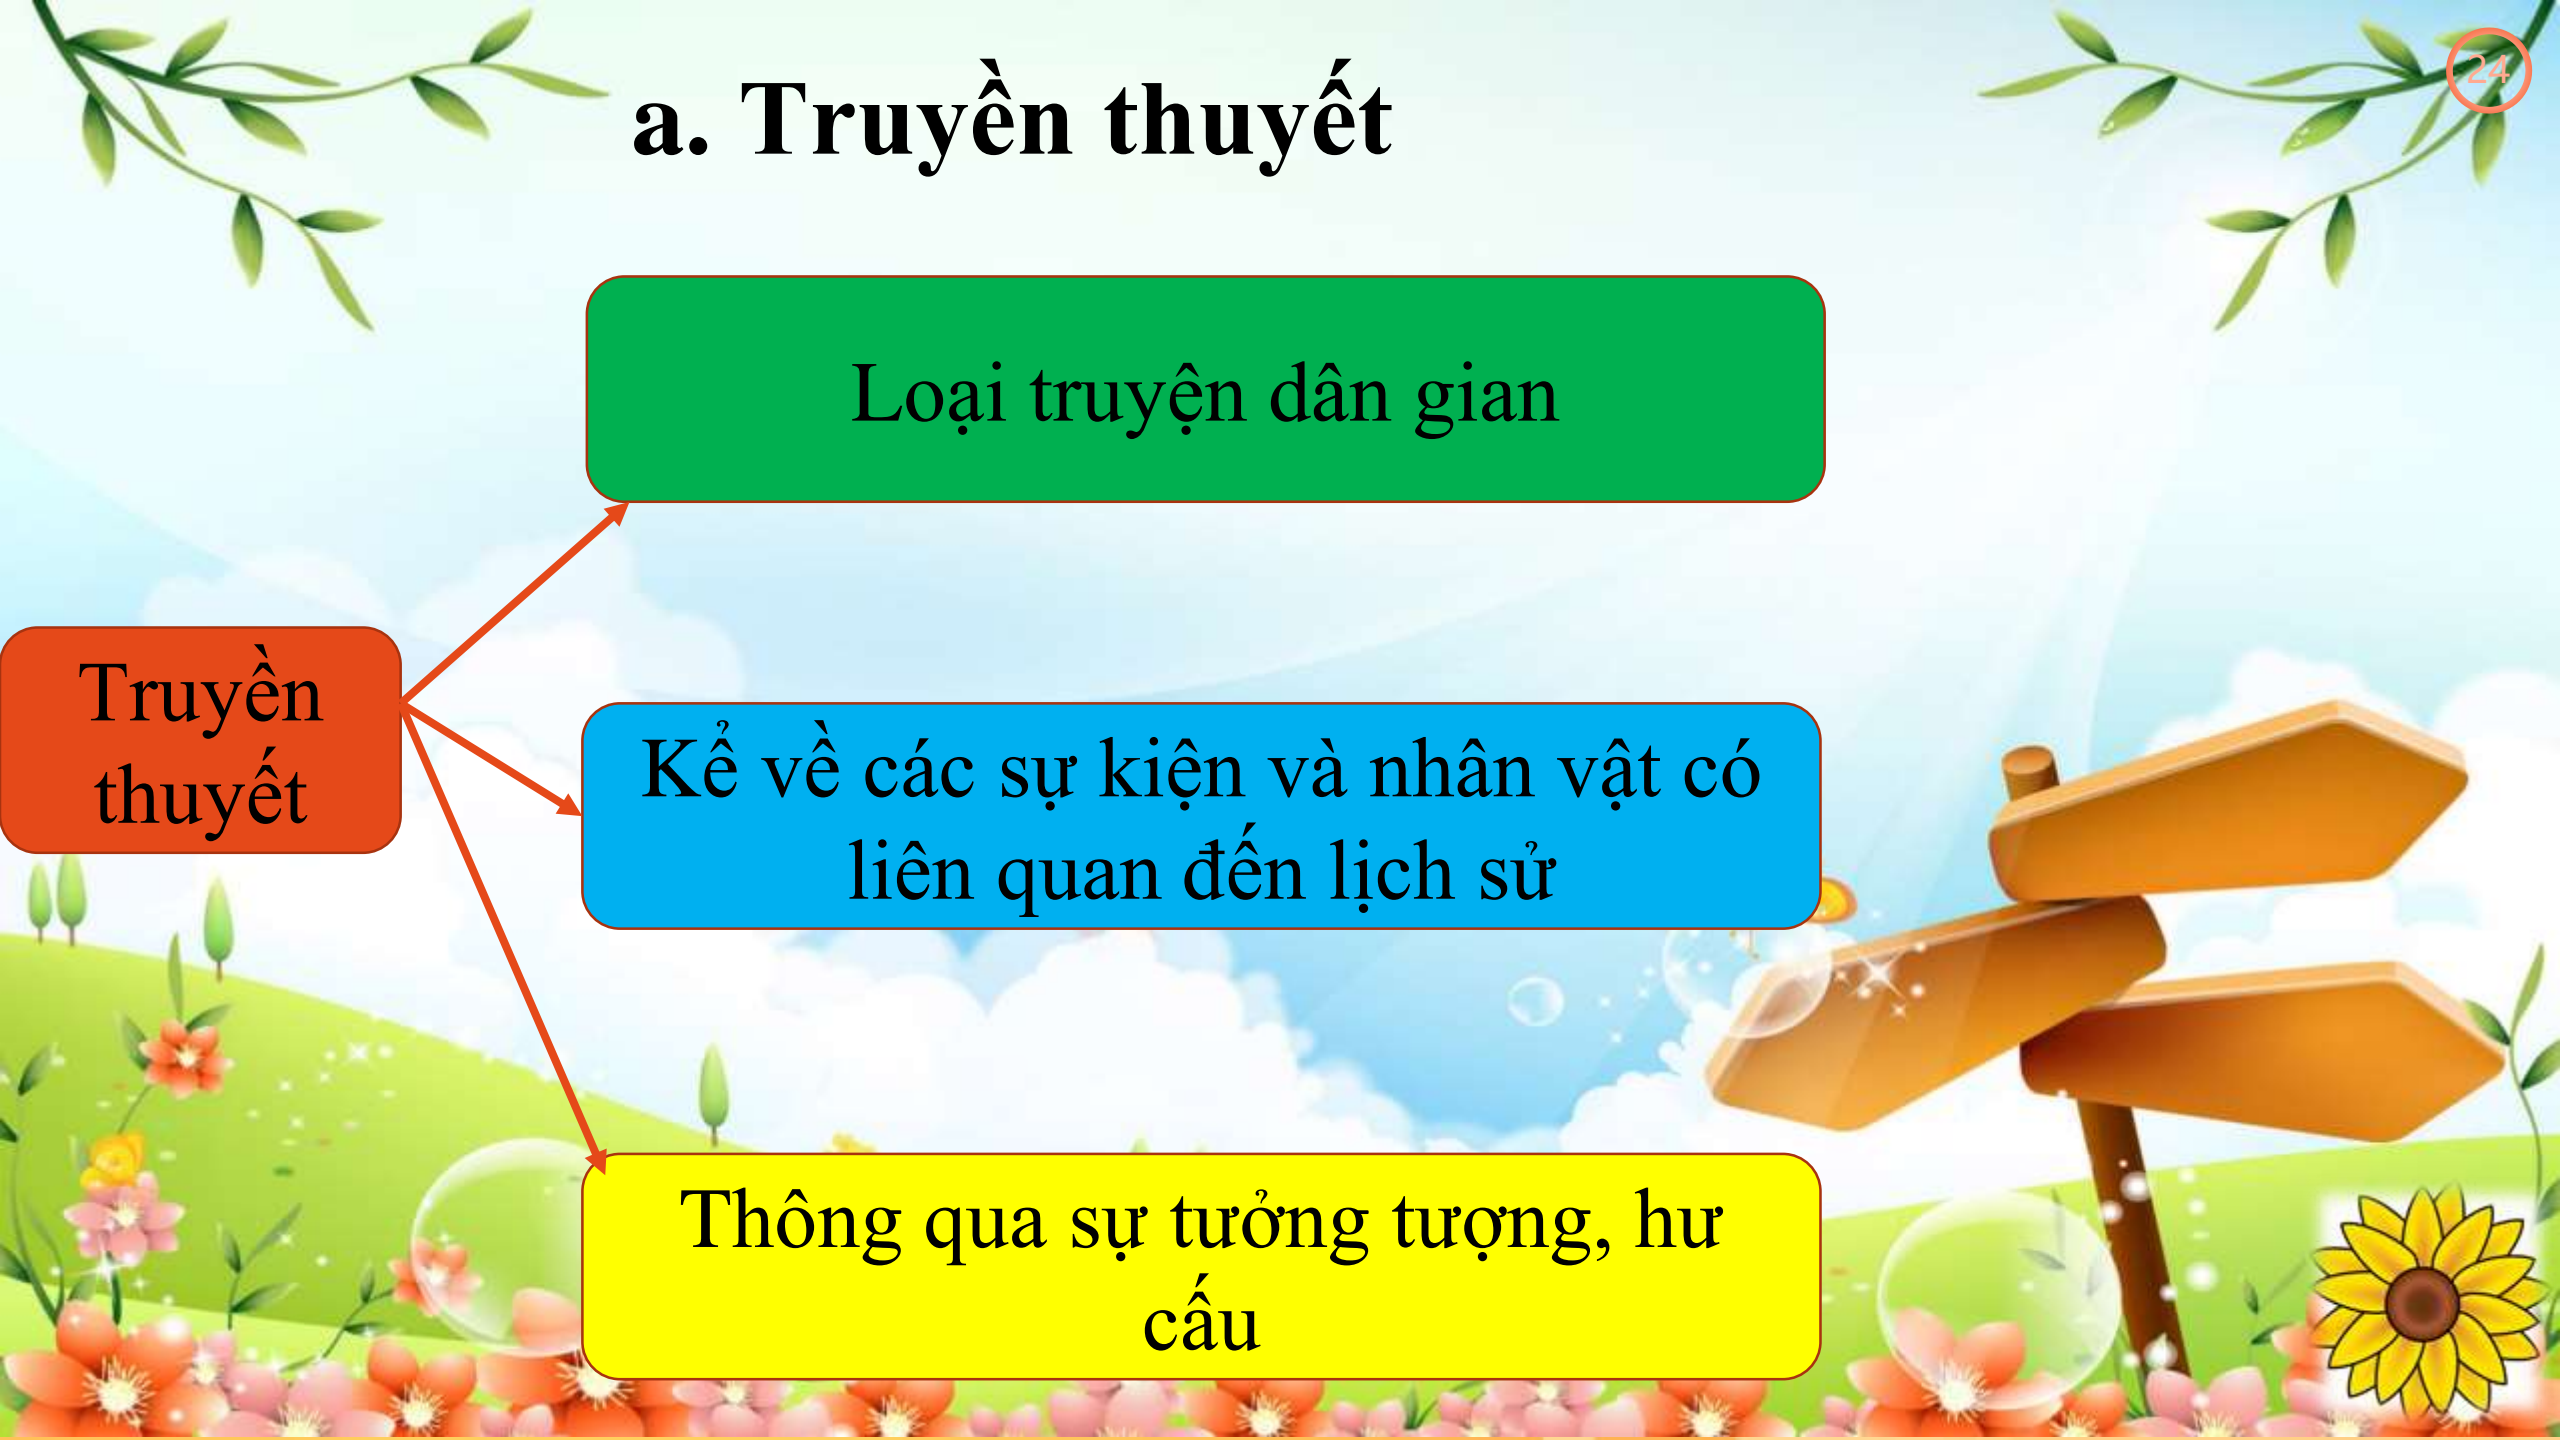 24
a. Truyền thuyết
Loại truyện dân gian
Truyền
thuyết
Kể về các sự kiện và nhân vật có
liên quan đến lịch sử
Thông qua sự tưởng tượng, hư
cấu